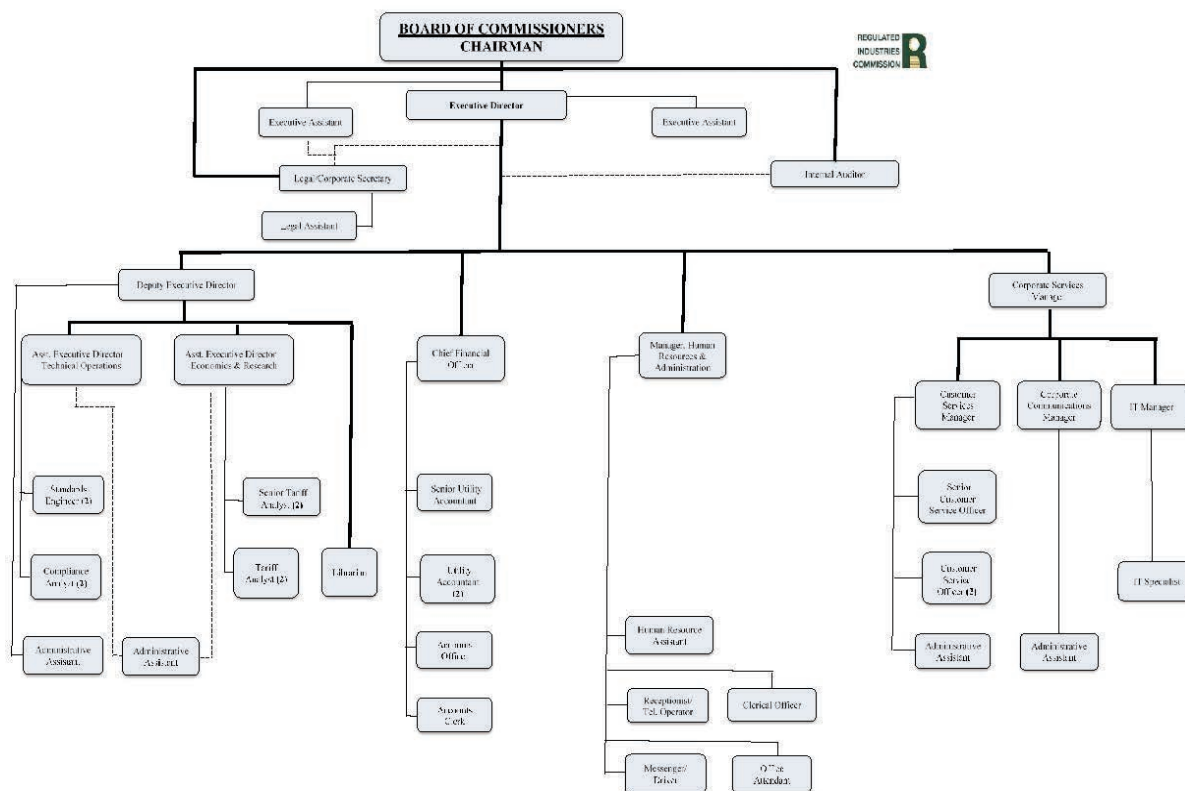 BOARD OF COMMISSIONERS
CHAIRMAN
REGULATED
INDUSTRIES
COMMISSION
R
Executive Director
Executive Assistant
Executive Assistant
Legal/Corporate Secretary
Internal Auditor
Legal Assistant
Deputy Executive Director
Corporate Services
Manager
Asst. Executive Director
Technical Operations
Asst. Executive Director
Economics & Research
Chief Financial
Officer
Manager, Human
Resources &
Administration
Customer
Services
Manager
Corporate
Communications
Manager
IT Manager
Standards
Engineer (2)
Senior Tariff
Analyst (2)
Senior Utility
Accountant
Senior
Customer
Service Officer
Compliance
Analyst (2)
Tariff
Analyst (2)
Librarian
Utility
Accountant
(2)
Customer
Service
Officer (2)
IT Specialist
Human Resource
Assistant
Administrative
Assistant
Administrative
Assistant
Accounts
Office
Administrative
Assistant
Administrative
Assistant
Accounts
Clerk
Receptionist/
Tel. Operator
Clerical Officer
Messenger/
Driver
Office
Attendant